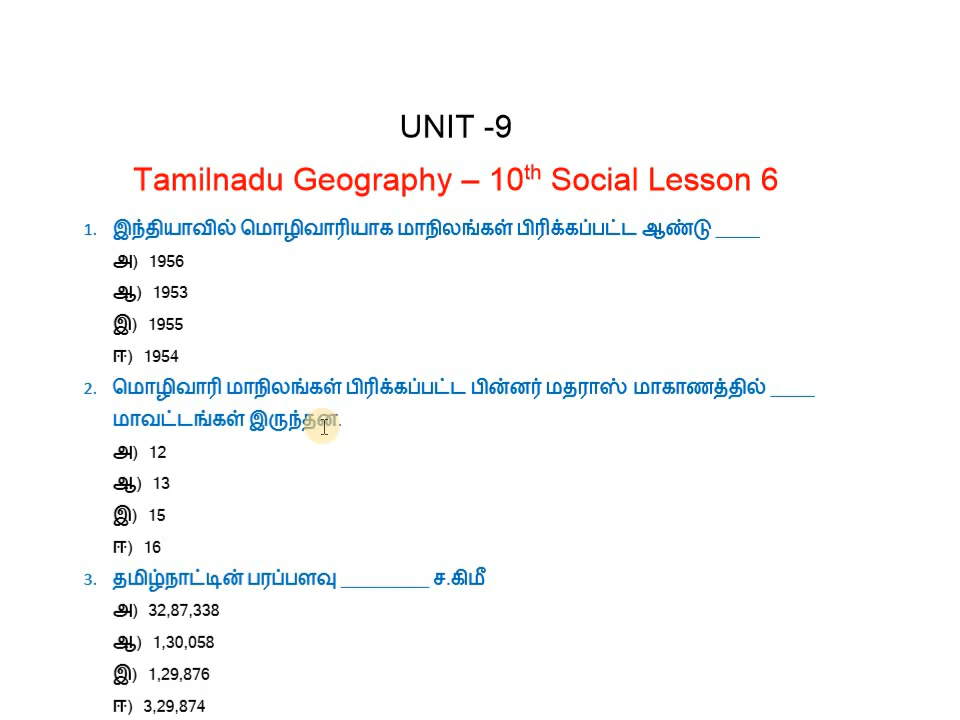 UNIT -9
Tamilnadu Geography – 10th Social Lesson 6
1. இந்தியாவில் மொழிவாரியாக மாநிலங்கள் பிரிக்கப்பட்ட ஆண்டு _____
அ) 1956
ஆ) 1953
இ) 1955
ஈ) 1954
2. மொழிவாரி மாநிலங்கள் பிரிக்கப்பட்ட பின்னர் மதராஸ் மாகாணத்தில் _____
மாவட்டங்கள் இருந்தன.
அ) 12
ஆ) 13
இ) 15
ஈ) 16
3. தமிழ்நாட்டின் பரப்பளவு __________ ச.கிமீ
அ) 32,87,338
ஆ) 1,30,058
இ) 1,29,876
ஈ) 3,29,874